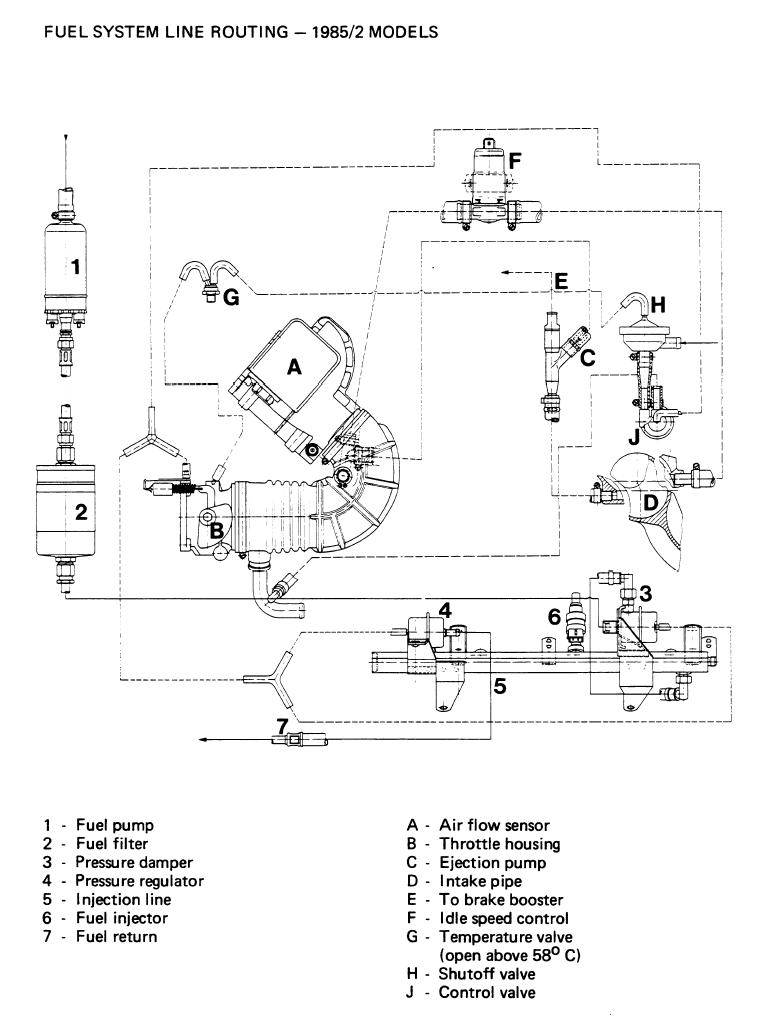 FUEL SYSTEM LINE ROUTING – 1985/2 MODELS
F
1
E
G
H
A
C
J
2
D
B
3
4
6
5
7
1 - Fuel pump
2 - Fuel filter
3 - Pressure damper
4 - Pressure regulator
5 - Injection line
6 - Fuel injector
7 - Fuel return
A - Air flow sensor
B - Throttle housing
C - Ejection pump
D - Intake pipe
E - To brake booster
F - Idle speed control
G - Temperature valve
(open above 58° C)
H - Shutoff valve
J - Control valve